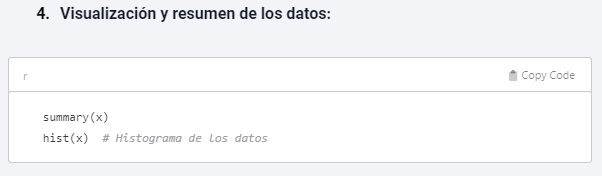 4. Visualización y resumen de los datos:
r
Copy Code
summary(x)
hist(x)  # Histograma de los datos